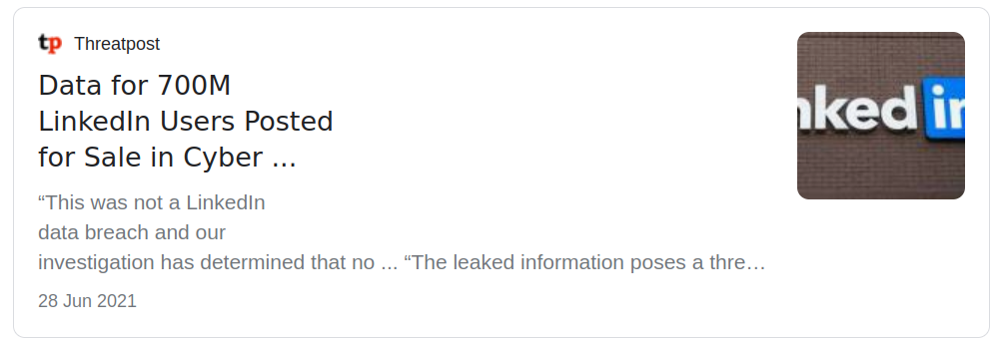 tp Threatpost
Data for 700M
LinkedIn Users Posted
for Sale in Cyber ...
“This was not a LinkedIn
data breach and our
investigation has determined that no ... “The leaked information poses a thre…
28 Jun 2021
nked in